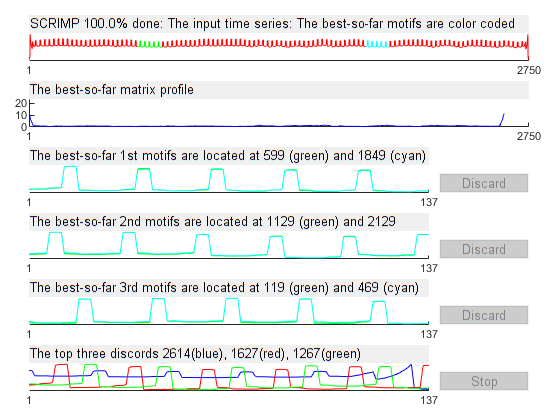 SCRIMP 100.0% done: The input time series: The best-so-far motifs are color coded
1 2750
The best-so-far matrix profile
20
10
0
1 2750
The best-so-far 1st motifs are located at 599 (green) and 1849 (cyan)
Discard
1 137
The best-so-far 2nd motifs are located at 1129 (green) and 2129
Discard
1 137
The best-so-far 3rd motifs are located at 119 (green) and 469 (cyan)
Discard
1 137
The top three discords 2614(blue), 1627(red), 1267(green)
Stop
1 137